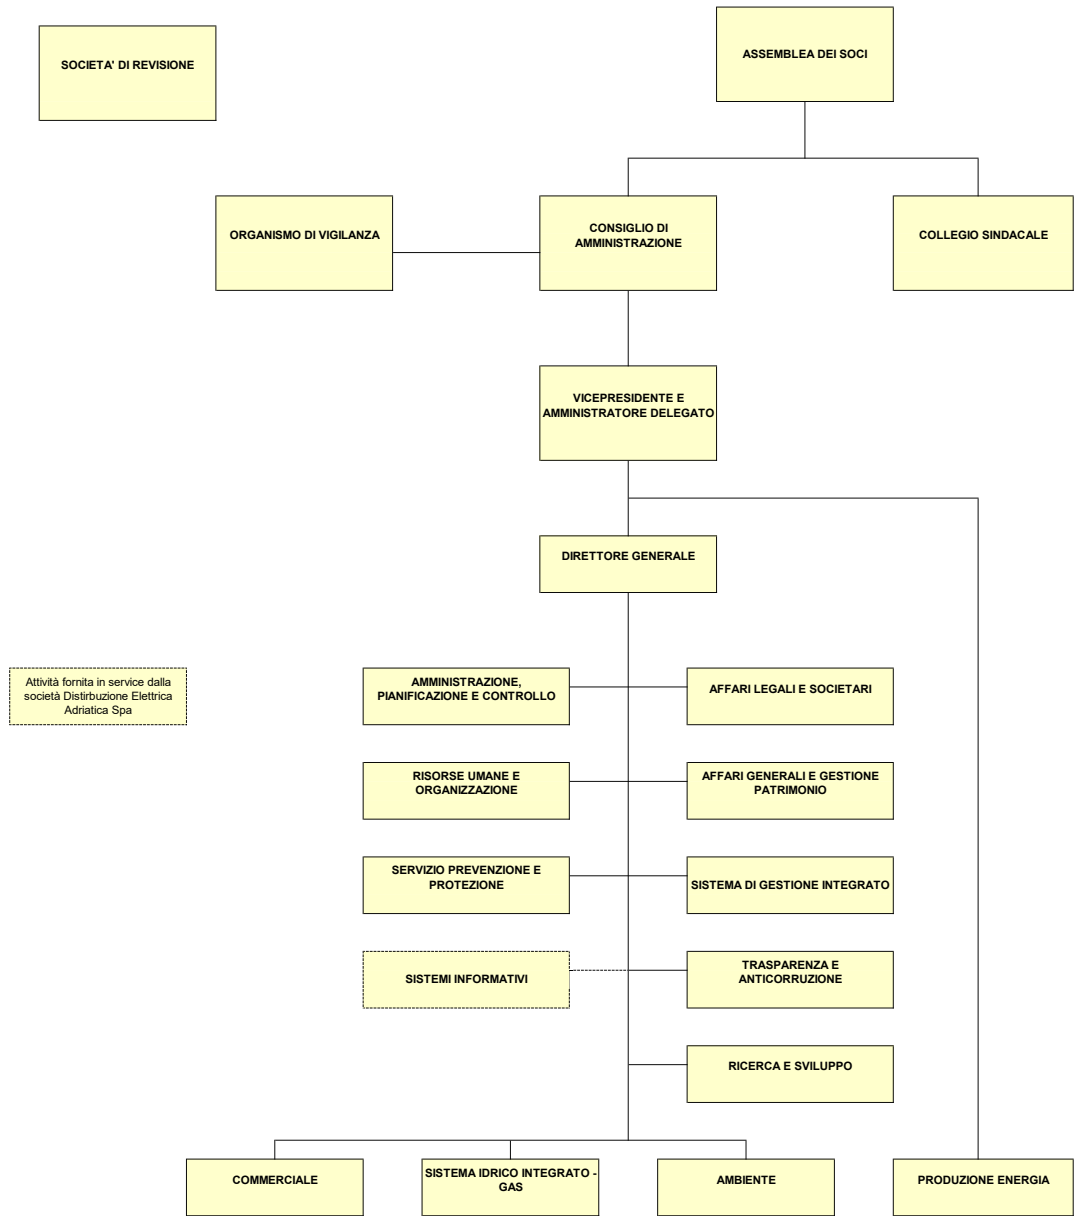 SOCIETA' DI REVISIONE
ASSEMBLEA DEI SOCI
ORGANISMO DI VIGILANZA
CONSIGLIO DI
AMMINISTRAZIONE
COLLEGIO SINDACALE
VICEPRESIDENTE E
AMMINISTRATORE DELEGATO
DIRETTORE GENERALE
Attività fornita in service dalla
società Distirbuzione Elettrica
Adriatica Spa
AMMINISTRAZIONE,
PIANIFICAZIONE E CONTROLLO
AFFARI LEGALI E SOCIETARI
RISORSE UMANE E
ORGANIZZAZIONE
AFFARI GENERALI E GESTIONE
PATRIMONIO
SERVIZIO PREVENZIONE E
PROTEZIONE
SISTEMA DI GESTIONE INTEGRATO
SISTEMI INFORMATIVI
TRASPARENZA E
ANTICORRUZIONE
RICERCA E SVILUPPO
COMMERCIALE
SISTEMA IDRICO INTEGRATO -
GAS
AMBIENTE
PRODUZIONE ENERGIA